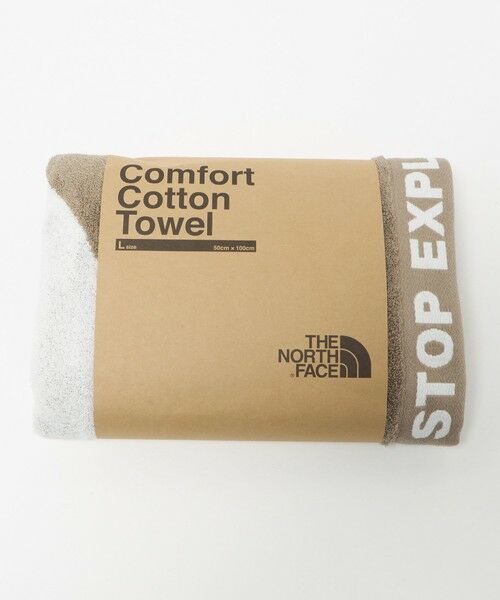 Comfort
Cotton
Towel
L size 50cm × 100cm
THE
NORTH
FACE
STOP EXPL